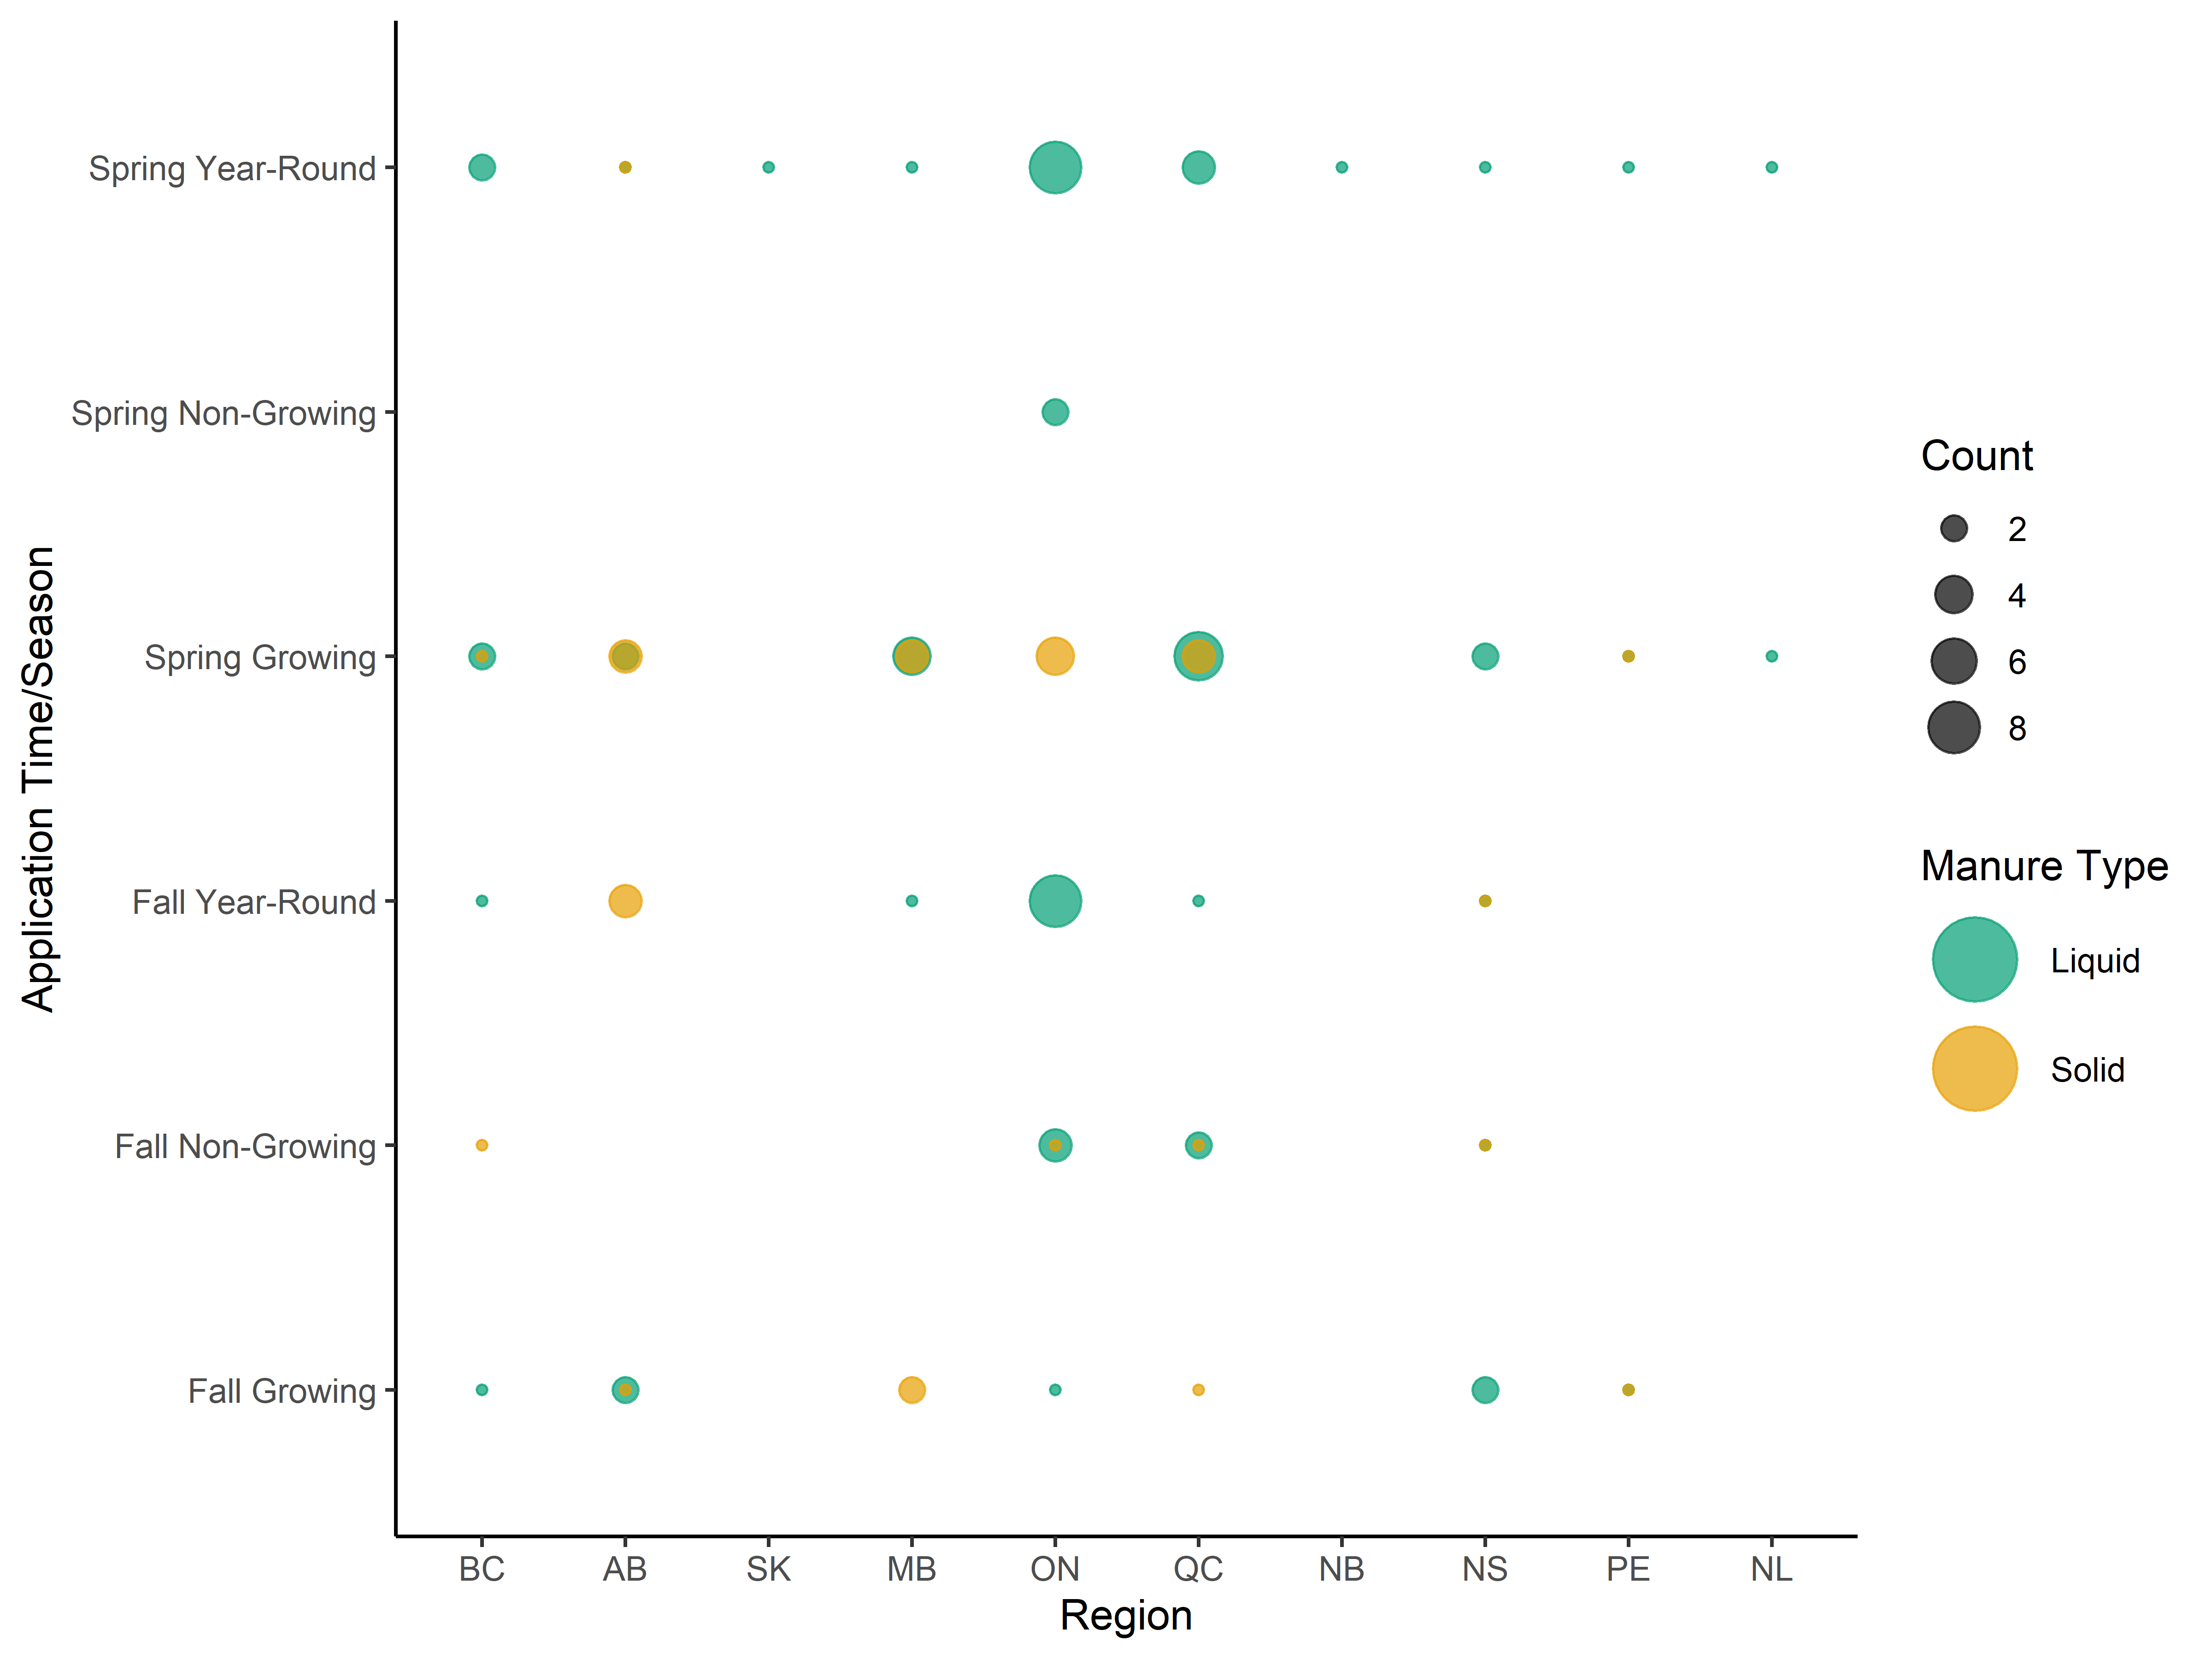 Application Time/Season
Spring Year-Round
Spring Non-Growing
Spring Growing
Fall Year-Round
Fall Non-Growing
Fall Growing
BC AB SK MB ON QC NB NS PE NL
Region
Count
2
4
6
8
Manure Type
Liquid
Solid